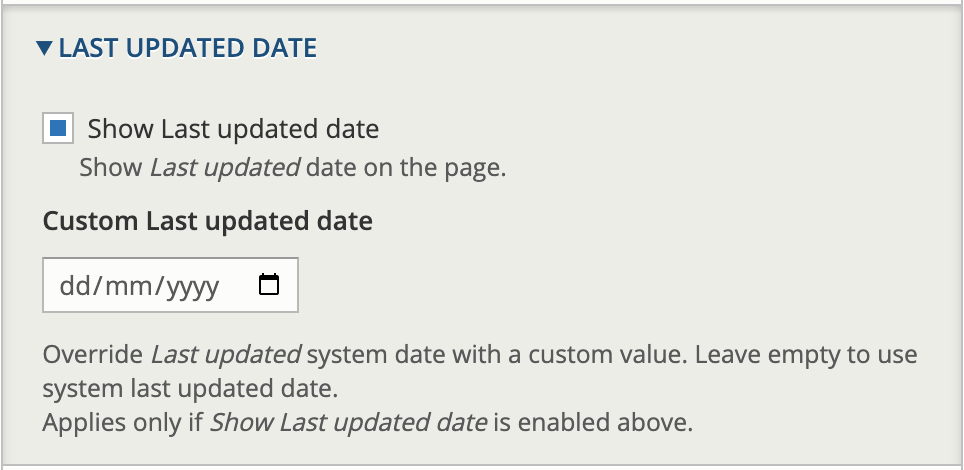 LAST UPDATED DATE
Show Last updated date
Show Last updated date on the page.
Custom Last updated date
dd/mm/yyyy
Override Last updated system date with a custom value. Leave empty to use
system last updated date.
Applies only if Show Last updated date is enabled above.